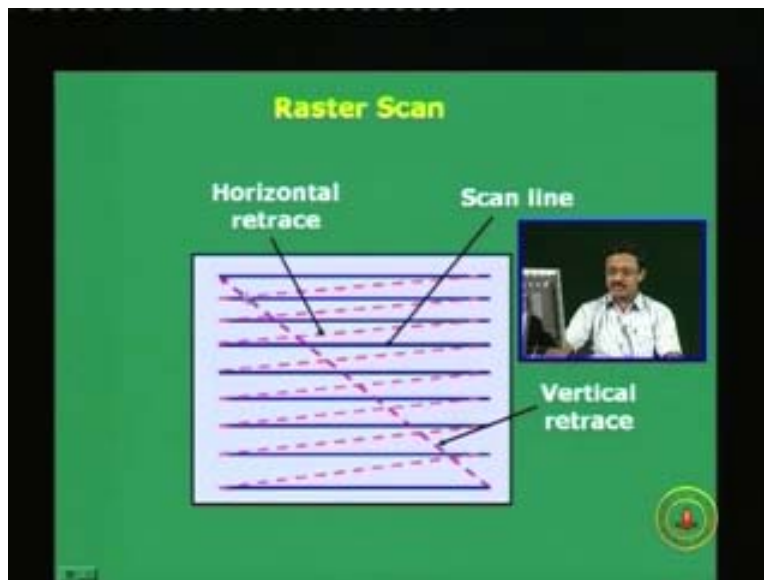 Raster Scan
Horizontal
retrace
Scan line
Vertical
retrace